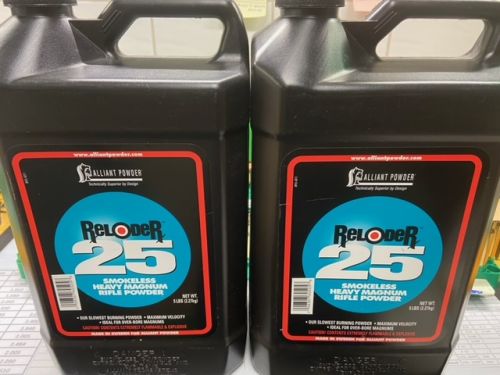 www.alliantpowder.com
ALLIANT POWDER
Technically Superior by Design
RELODER
25
SMOKELESS
HEAVY MAGNUM
RIFLE POWDER
NET WT
5 LBS (2.27kg)
• OUR SLOWEST BURNING POWDER • MAXIMUM VELOCITY
• IDEAL FOR OVER-BORE MAGNUMS
CAUTION! CONTENTS EXTREMELY FLAMMABLE & EXPLOSIVE
MADE IN SWEDEN FOR ALLIANT POWDER
DANGER
www.alliantpowder.com
ALLIANT POWDER
Technically Superior by Design
RELODER
25
SMOKELESS
HEAVY MAGNUM
RIFLE POWDER
NET WT
5 LBS (2.27kg)
• OUR SLOWEST BURNING POWDER • MAXIMUM VELOCITY
• IDEAL FOR OVER-BORE MAGNUMS
CAUTION! CONTENTS EXTREMELY FLAMMABLE & EXPLOSIVE
MADE IN SWEDEN FOR ALLIANT POWDER
DANGER